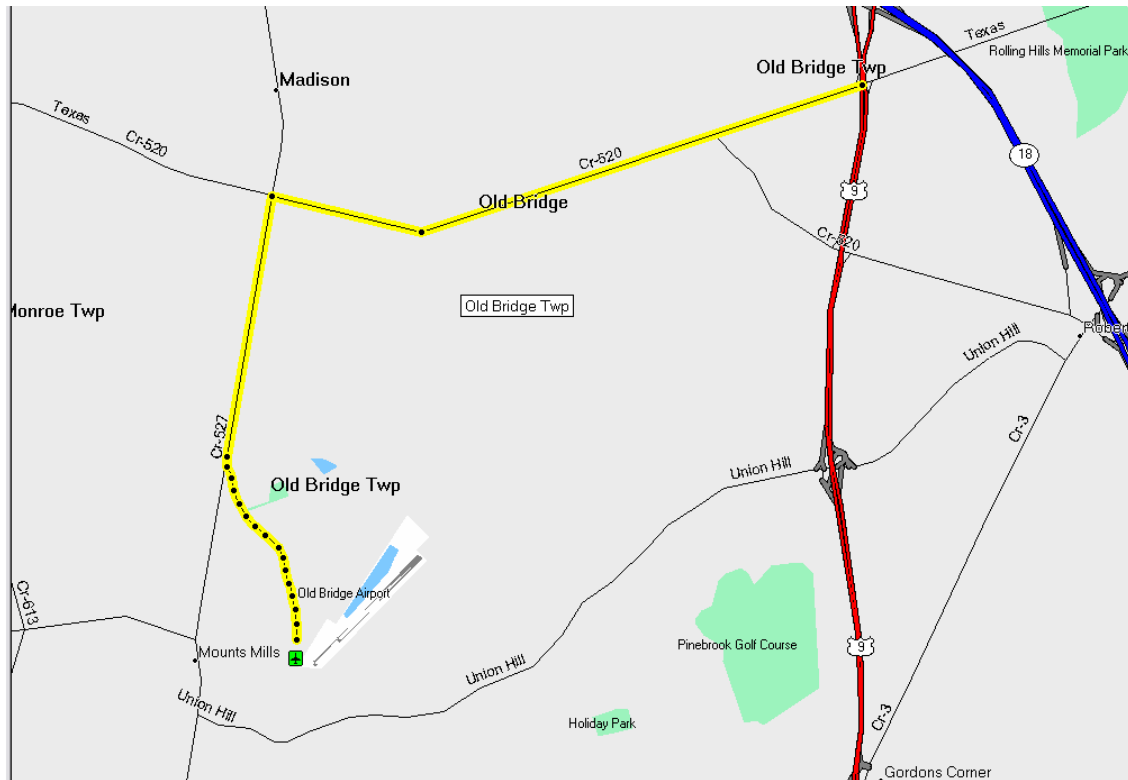 Texas
Rolling Hills Memorial Park
Old Bridge Twp
Madison
Texas
Cr-520
Cr-520
18
9
Old Bridge
Cr-520
Old Bridge Twp
Monroe Twp
Robert
Union Hill
Cr-527
Cr-3
Union Hill
Old Bridge Twp
Old Bridge Airport
Cr-613
Mounts Mills
Pinebrook Golf Course
9
Union Hill
Union Hill
Holiday Park
Cr-3
Gordons Corner